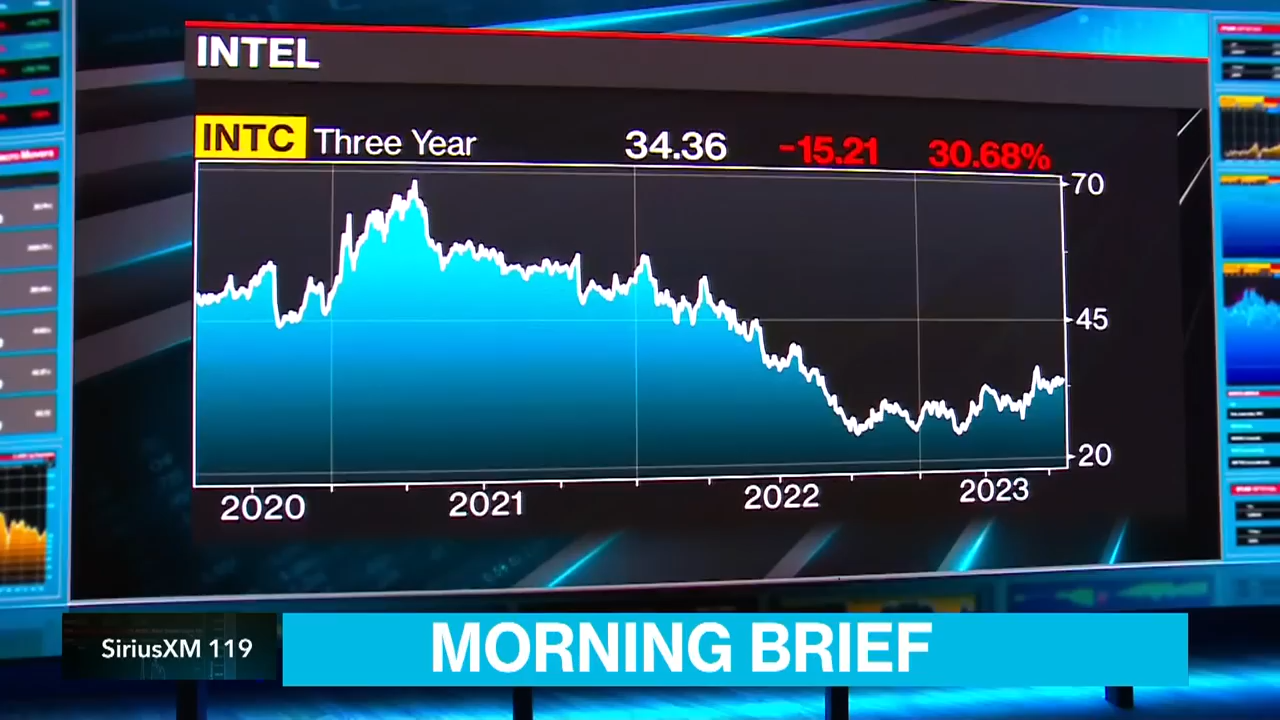 INTEL
INTC Three Year 34.36 -15.21 30.68%
70
45
20
2020 2021 2022 2023
SiriusXM 119
MORNING BRIEF